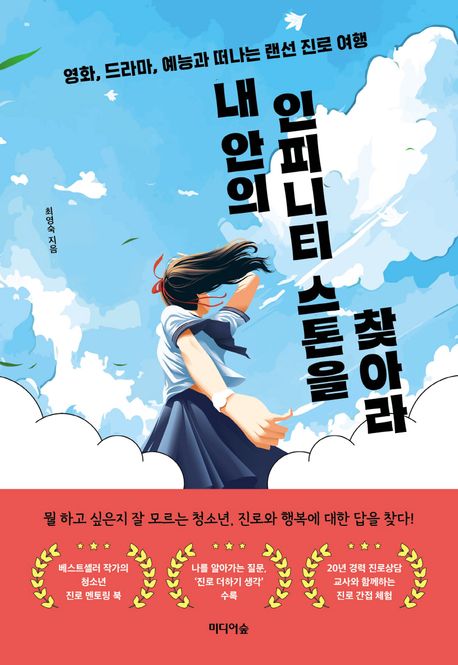 영화, 드라마, 예능과 떠나는 랜선 진로 여행
내 안의
인피니티 스톤을
찾아라
최영숙 지음
뭘 하고 싶은지 잘 모르는 청소년, 진로와 행복에 대한 답을 찾다!
베스트셀러 작가의
청소년
진로 멘토링 북
나를 알아가는 질문,
‘진로 더하기 생각’
수록
20년 경력 진로상담
교사와 함께하는
진로 간접 체험
미디어숲